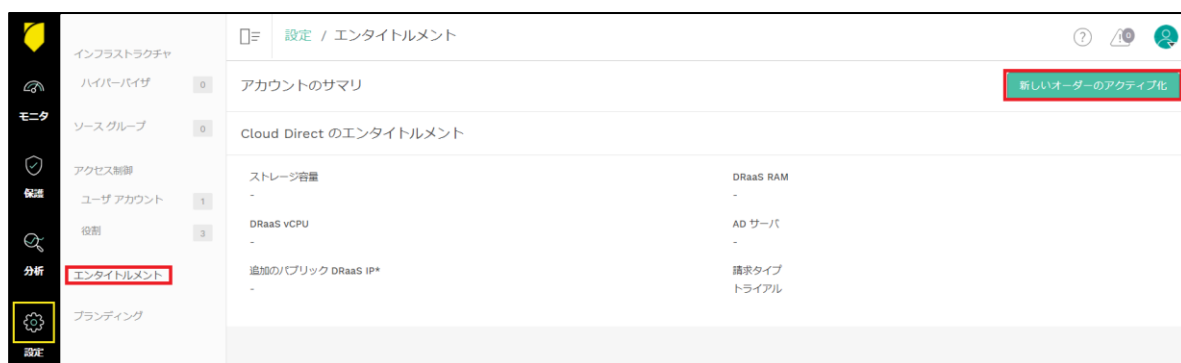 モニタ
保護
分析
設定
インフラストラクチャ
ハイパーバイザ 0
ソース グループ 0
アクセス制御
ユーザ アカウント 1
役割 3
エンタイトルメント
ブランディング
設定 / エンタイトルメント
? 0
アカウントのサマリ
新しいオーダーのアクティブ化
Cloud Direct のエンタイトルメント
ストレージ容量
-
DRaaS RAM
-
DRaaS vCPU
-
AD サーバ
-
追加のパブリック DRaaS IP*
-
請求タイプ
トライアル